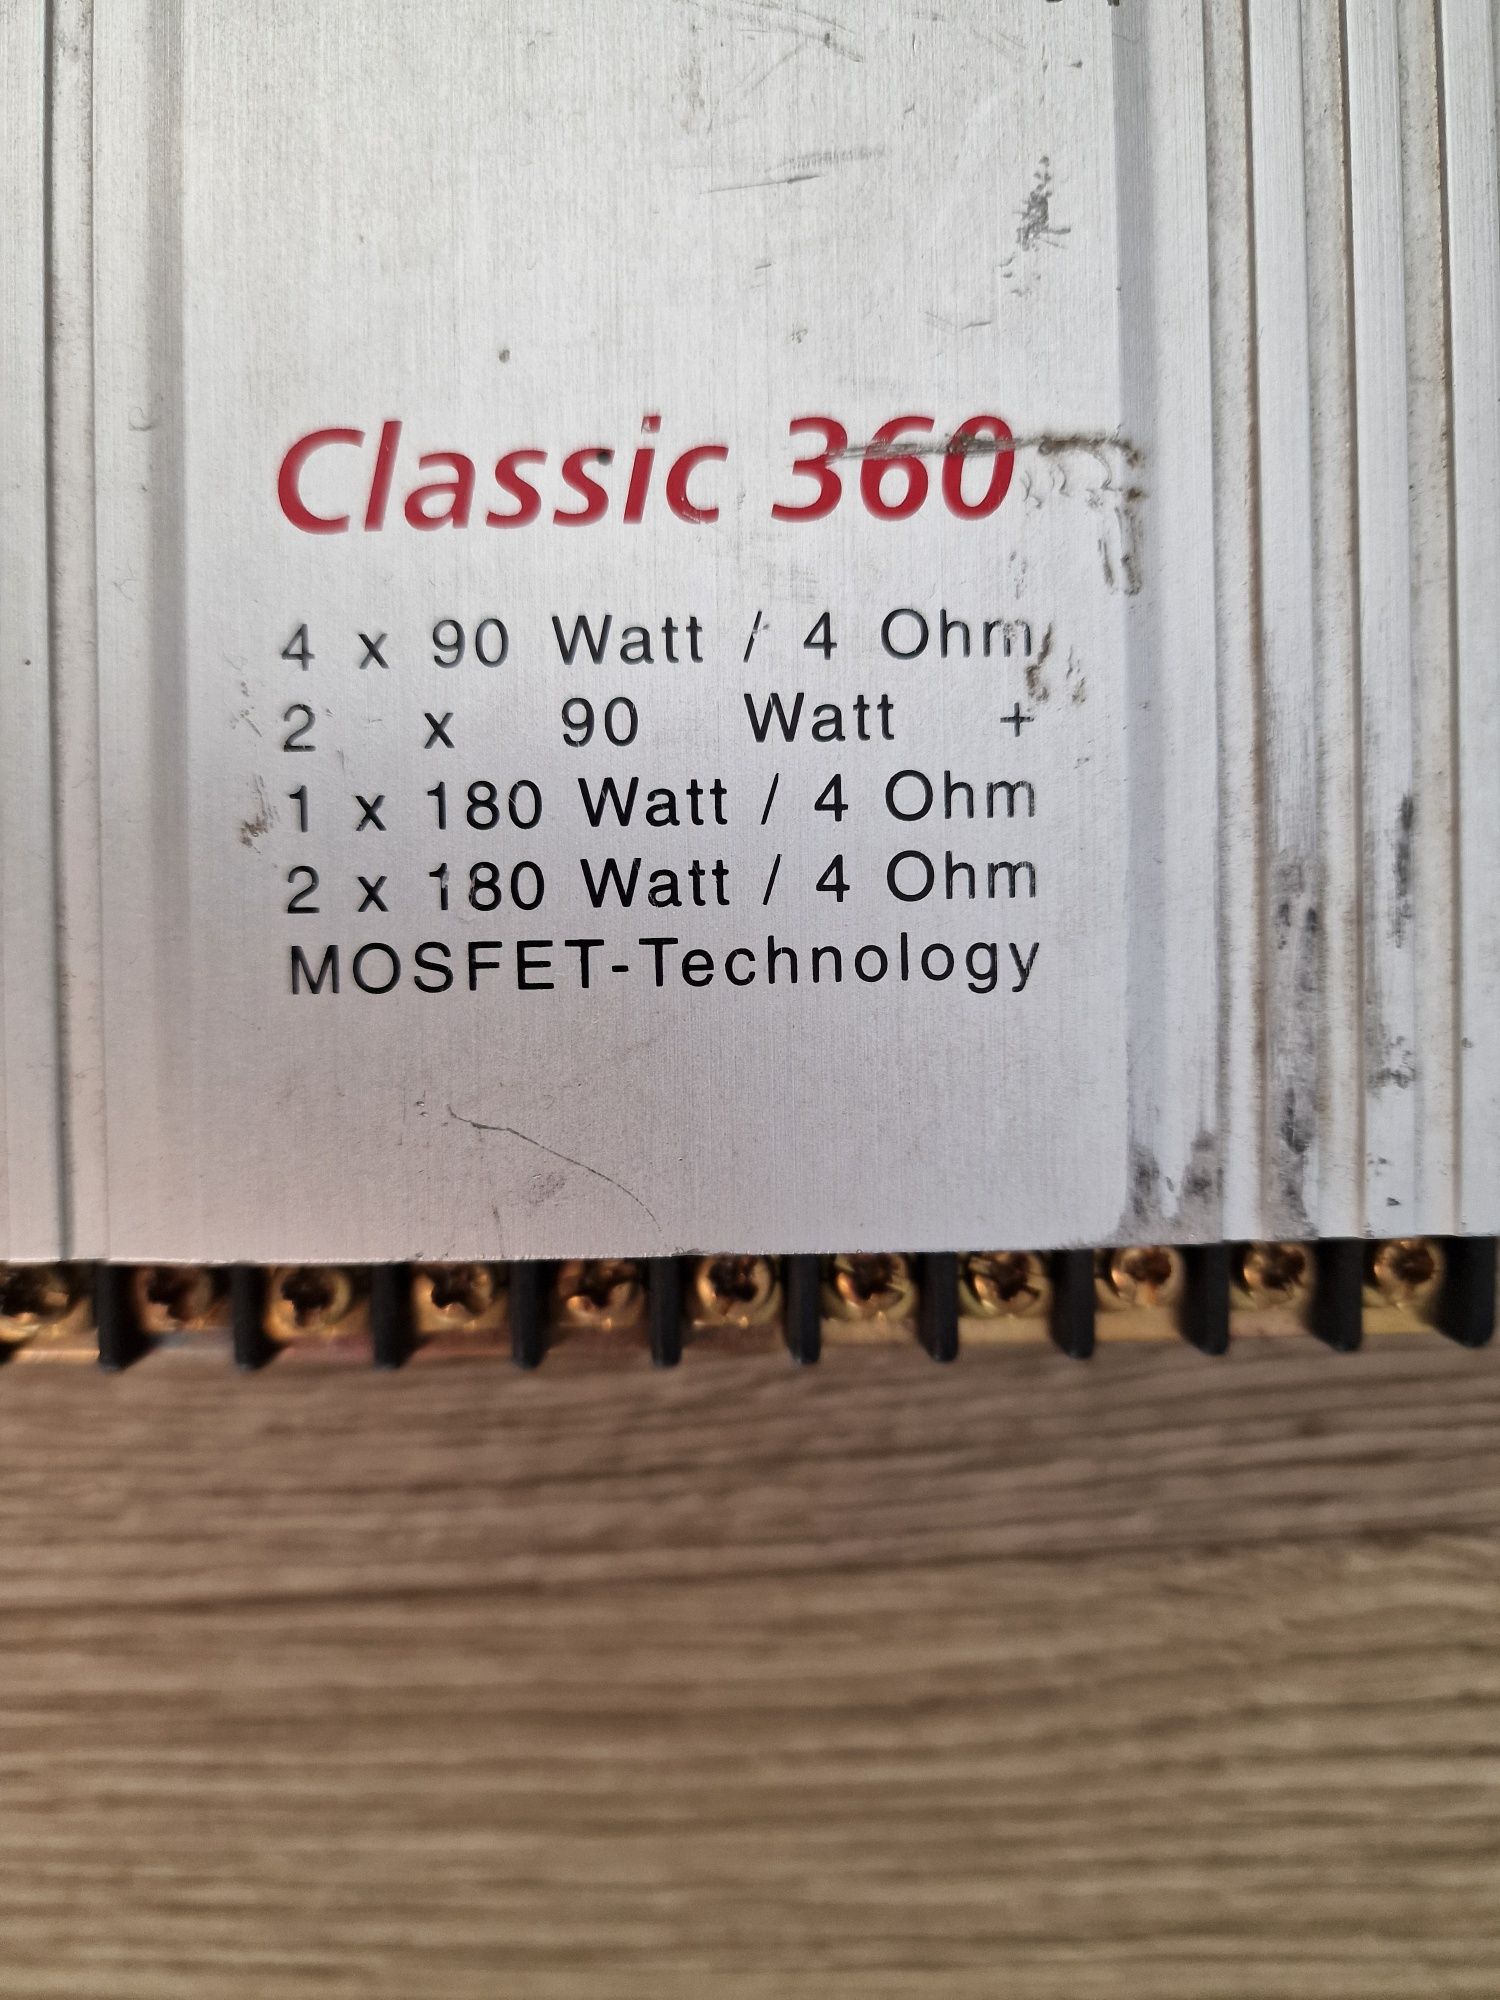 Classic 360
4 x 90 Watt / 4 Ohm
2 x 90 Watt +
1 x 180 Watt / 4 Ohm
2 x 180 Watt / 4 Ohm
MOSFET-Technology